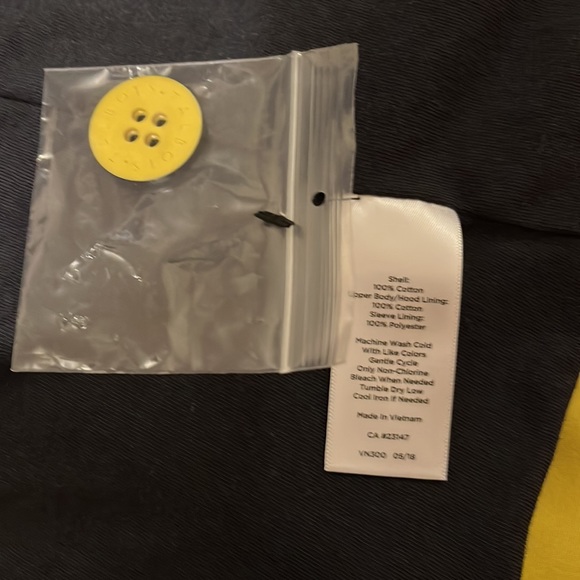 TALBOTS TALBOTS
Shell:
100% Cotton
Upper Body/Hood Lining:
100% Cotton
Sleeve Lining:
100% Polyester
Machine Wash Cold
With Like Colors
Gentle Cycle
Only Non-Chlorine
Bleach When Needed
Tumble Dry Low
Cool Iron If Needed
Made in Vietnam
CA #23147
VN300 05/18